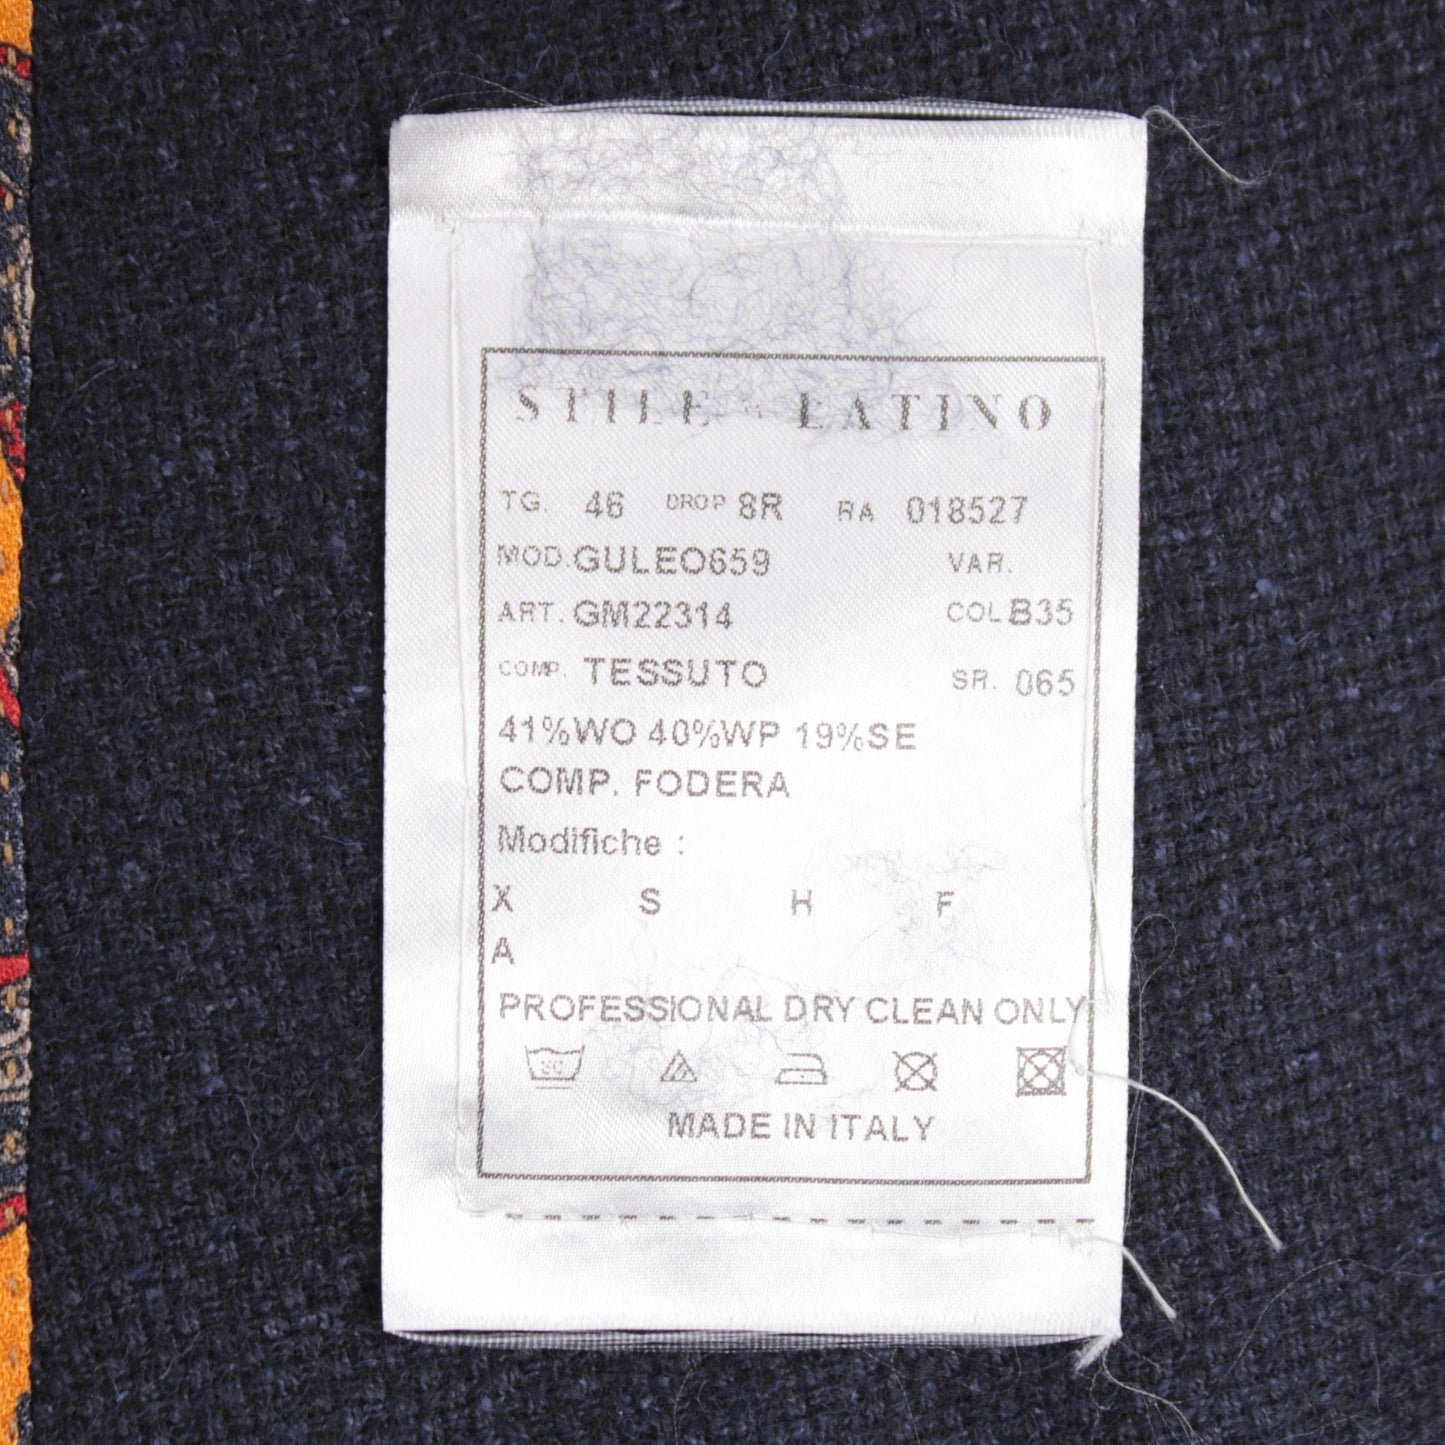 STILE LATINO
TG. 46 DROP 8R RA 018527
MOD. GULEO659 VAR.
ART. GM22314 COL B35
COMP. TESSUTO SR. 065
41%WO 40%WP 19%SE
COMP. FODERA
Modifiche :
X S H F
A
PROFESSIONAL DRY CLEAN ONLY
MADE IN ITALY